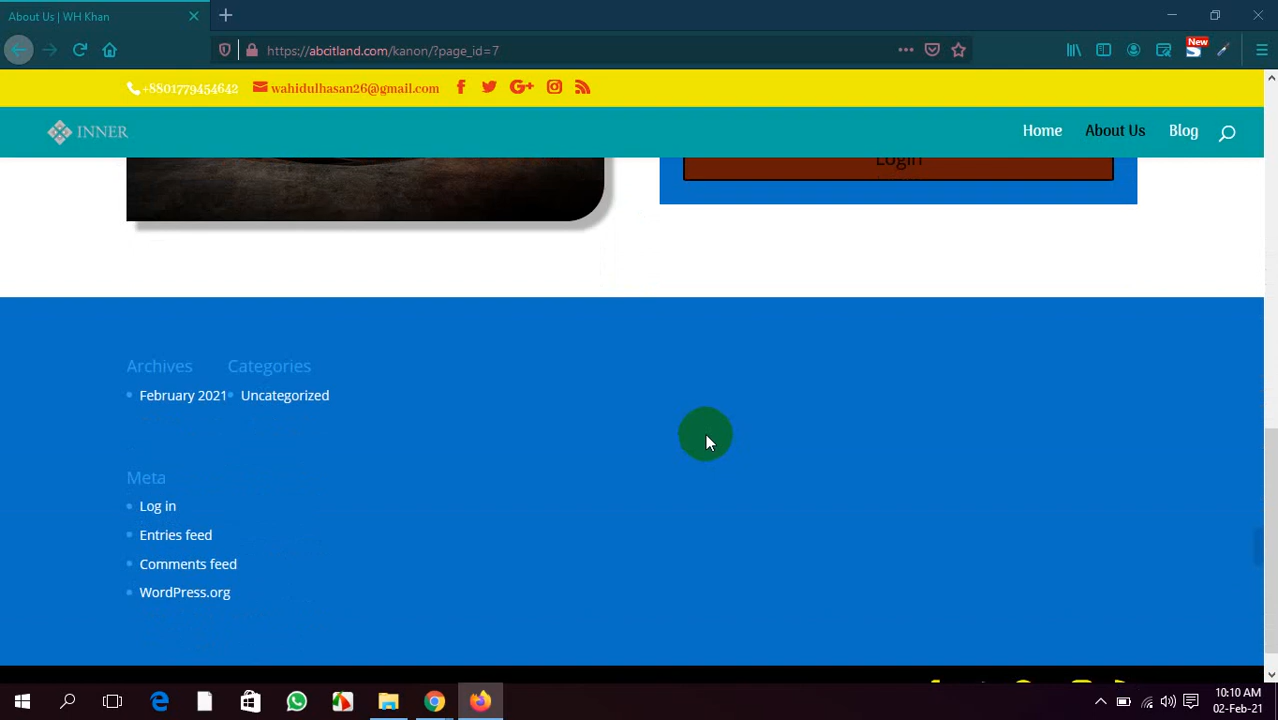 About Us | WH Khan
https://abcitland.com/kanon/?page_id=7
New
S
+8801779454642 wahidulhasan26@gmail.com
INNER
Home About Us Blog
Login
Archives Categories
February 2021 Uncategorized
Meta
Log in
Entries feed
Comments feed
WordPress.org
10:10 AM
02-Feb-21